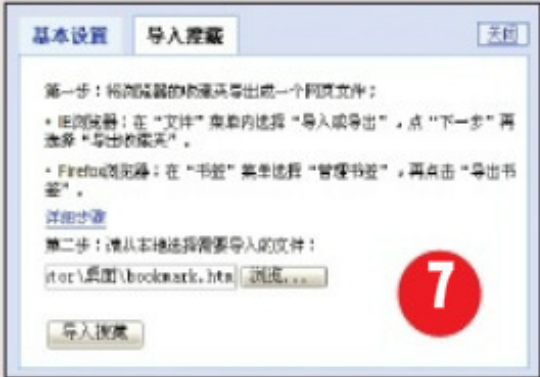 基本设置 导入搜藏 关闭
第一步：将浏览器的收藏夹导出成一个网页文件；
· IE浏览器：在“文件”菜单内选择“导入或导出”，点“下一步”再
选择“导出收藏夹”。
· Firefox浏览器：在“书签”菜单选择“管理书签”，再点击“导出书
签”。
详细步骤
第二步：请从本地选择需要导入的文件：
itor\桌面\bookmark.htm 浏览...
7
导入搜藏